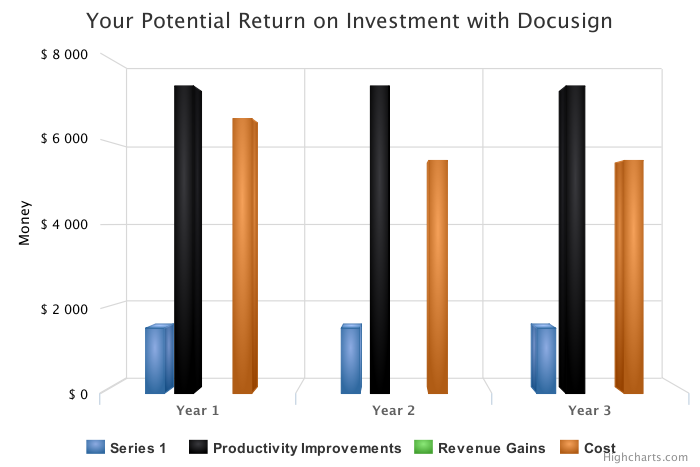 Your Potential Return on Investment with Docusign
$ 8 000
$ 6 000
$ 4 000
$ 2 000
$ 0
Money
Year 1
Year 2
Year 3
Series 1
Productivity Improvements
Revenue Gains
Cost
Highcharts.com